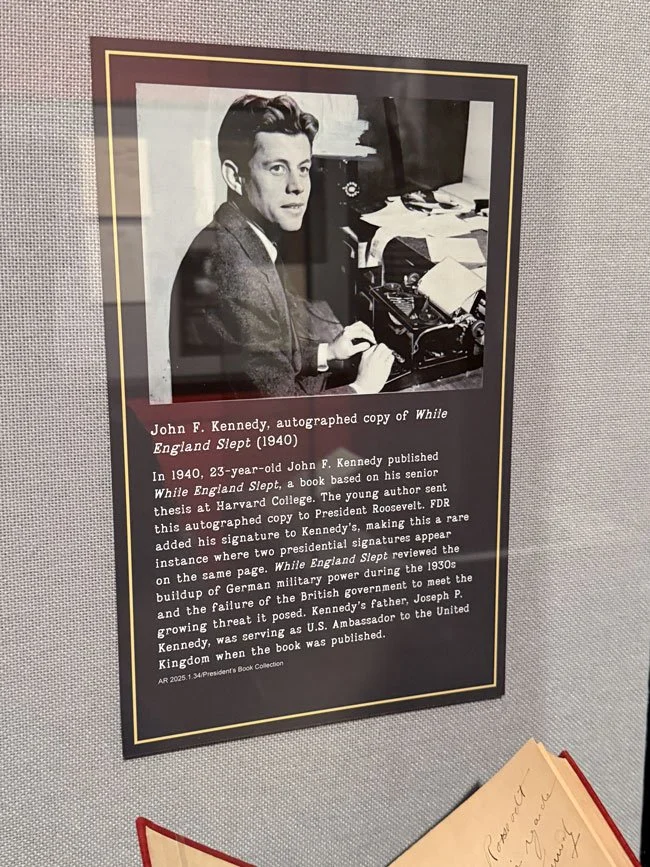 John F. Kennedy, autographed copy of While
England Slept (1940)
In 1940, 23-year-old John F. Kennedy published
While England Slept, a book based on his senior
thesis at Harvard College. The young author sent
this autographed copy to President Roosevelt. FDR
added his signature to Kennedy's, making this a rare
instance where two presidential signatures appear
on the same page. While England Slept reviewed the
buildup of German military power during the 1930s
and the failure of the British government to meet the
growing threat it posed. Kennedy's father, Joseph P.
Kennedy, was serving as U.S. Ambassador to the United
Kingdom when the book was published.
AR 2025.1.34/President's Book Collection
Roosevelt